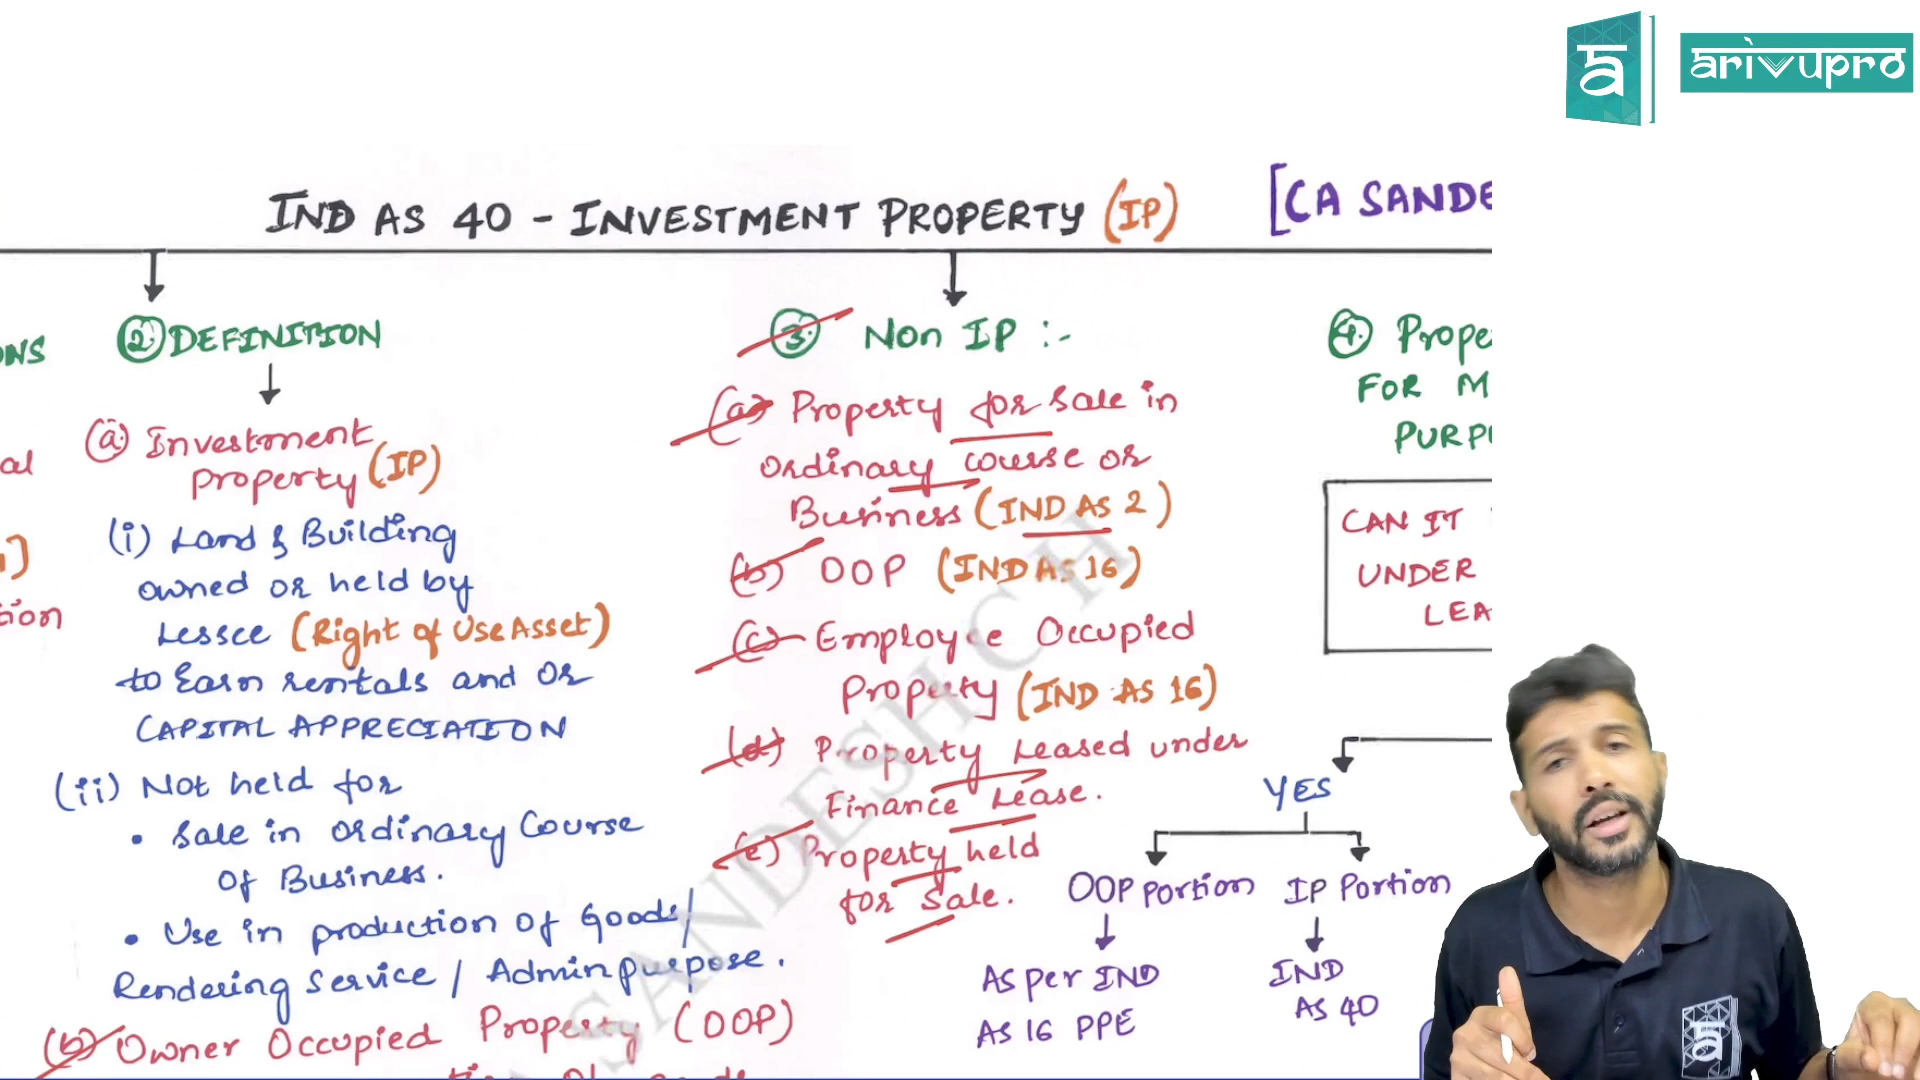 arivupro
IND AS 40 - INVESTMENT PROPERTY (IP)
[CA SANDE
ONS
al
tion
2. DEFINITION
(a) Investment
Property (IP)
(i) Land & Building
owned or held by
Lessee (Right of Use Asset)
to Earn rentals and or
CAPITAL APPRECIATION
(ii) Not held for
• Sale in ordinary Course
of Business.
• Use in production of Goods/
Rendering Service / Admin purpose.
(b) Owner Occupied Property (OOP)
3. Non IP :-
(a) Property for Sale in
Ordinary course or
Business (IND AS 2)
(b) OOP (IND AS 16)
(c) Employee Occupied
Property (IND AS 16)
(d) Property Leased under
Finance Lease.
(e) Property held
for Sale.
4. Prope
FOR M
PURP
CAN IT
UNDER
LEA
YES
OOP portion
As per IND
AS 16 PPE
IP Portion
IND
AS 40
SANDESH CH